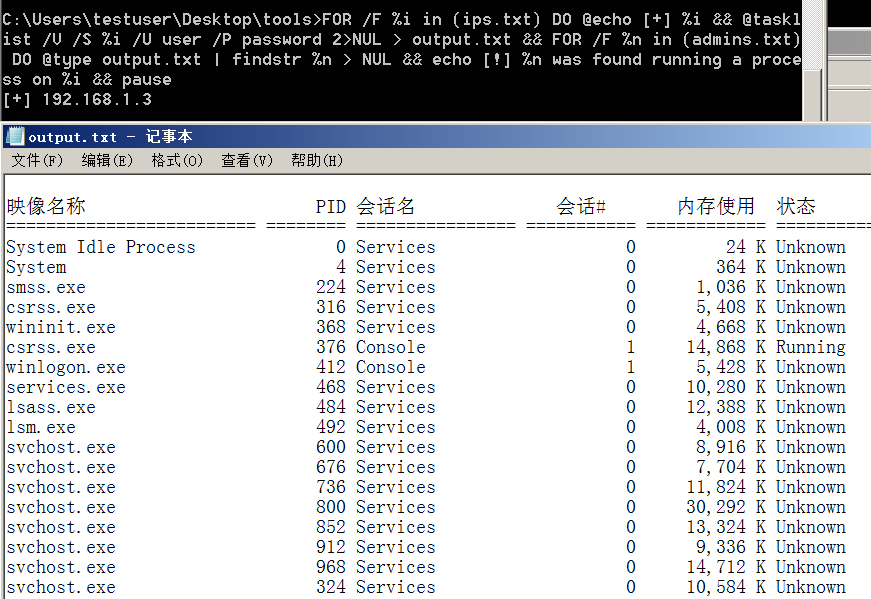 C:\Users\testuser\Desktop\tools>FOR /F %i in (ips.txt) DO @echo [+] %i && @taskl
ist /V /S %i /U user /P password 2>NUL > output.txt && FOR /F %n in (admins.txt)
 DO @type output.txt | findstr %n > NUL && echo [!] %n was found running a proce
ss on %i && pause
[+] 192.168.1.3
output.txt - 记事本
文件(F) 编辑(E) 格式(O) 查看(V) 帮助(H)
映像名称 PID 会话名 会话# 内存使用 状态
========================= ======== ================ =========== ============ ==========
System Idle Process 0 Services 0 24 K Unknown
System 4 Services 0 364 K Unknown
smss.exe 224 Services 0 1,036 K Unknown
csrss.exe 316 Services 0 5,408 K Unknown
wininit.exe 368 Services 0 4,668 K Unknown
csrss.exe 376 Console 1 14,868 K Running
winlogon.exe 412 Console 1 5,428 K Unknown
services.exe 468 Services 0 10,280 K Unknown
lsass.exe 484 Services 0 12,388 K Unknown
lsm.exe 492 Services 0 4,008 K Unknown
svchost.exe 600 Services 0 8,916 K Unknown
svchost.exe 676 Services 0 7,704 K Unknown
svchost.exe 736 Services 0 11,824 K Unknown
svchost.exe 800 Services 0 30,292 K Unknown
svchost.exe 852 Services 0 13,324 K Unknown
svchost.exe 912 Services 0 9,336 K Unknown
svchost.exe 968 Services 0 14,712 K Unknown
svchost.exe 324 Services 0 10,584 K Unknown